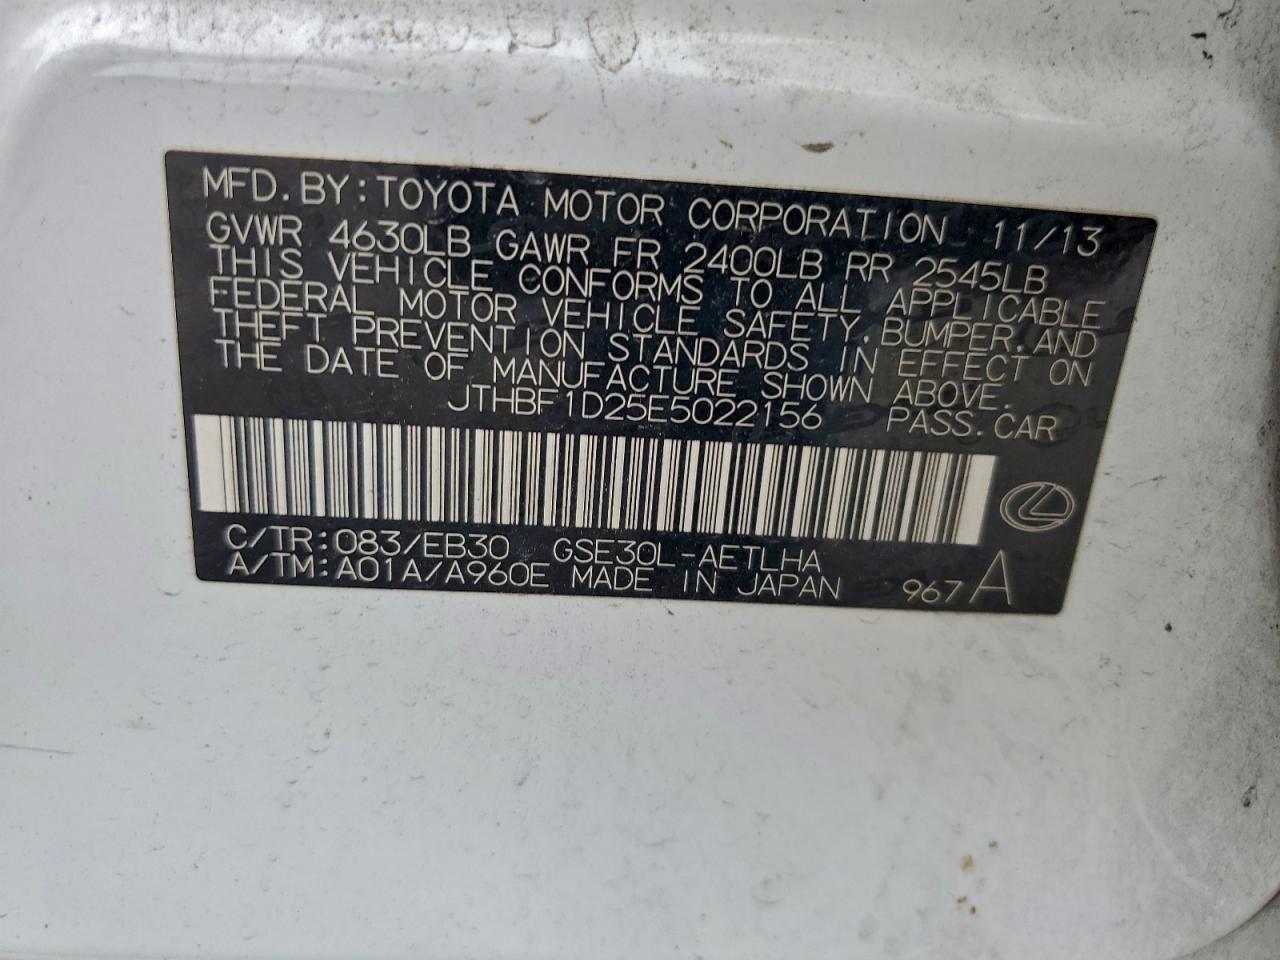 MFD. BY: TOYOTA MOTOR CORPORATION 11/13
GVWR 4630LB GAWR FR 2400LB RR 2545LB
THIS VEHICLE CONFORMS TO ALL APPLICABLE
FEDERAL MOTOR VEHICLE SAFETY, BUMPER, AND
THEFT PREVENTION STANDARDS IN EFFECT ON
THE DATE OF MANUFACTURE SHOWN ABOVE.
JTHBF1D25E5022156 PASS. CAR
C/TR: 083/EB30 GSE30L-AETLHA
A/TM: A01A/A960E MADE IN JAPAN 967 A